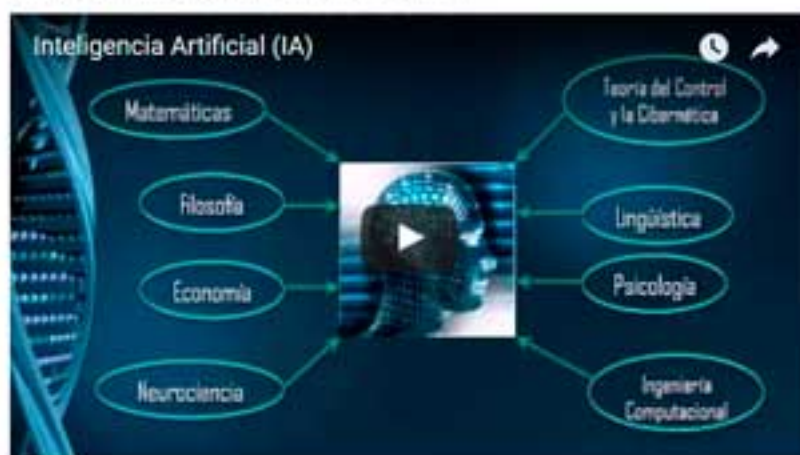 Inteligencia Artificial (IA)
Matemáticas
Filosofía
Economía
Neurociencia
Teoría del Control
y la Cibernética
Lingüística
Psicología
Ingeniería
Computacional